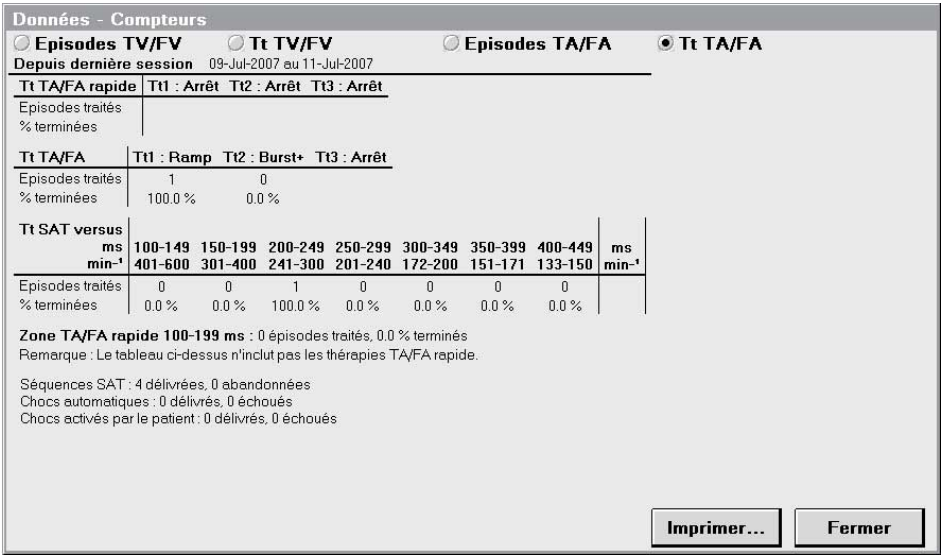 Données - Compteurs
Episodes TV/FV Tt TV/FV Episodes TA/FA Tt TA/FA
Depuis dernière session 09-Jul-2007 au 11-Jul-2007
Tt TA/FA rapide Tt1 : Arrêt Tt2 : Arrêt Tt3 : Arrêt
Episodes traités
% terminées
Tt TA/FA Tt1 : Ramp Tt2 : Burst+ Tt3 : Arrêt
Episodes traités 1 0
% terminées 100.0 % 0.0 %
Tt SAT versus
ms 100-149 150-199 200-249 250-299 300-349 350-399 400-449 ms
min-¹ 401-600 301-400 241-300 201-240 172-200 151-171 133-150 min-¹
Episodes traités 0 0 1 0 0 0 0
% terminées 0.0 % 0.0 % 100.0 % 0.0 % 0.0 % 0.0 % 0.0 %
Zone TA/FA rapide 100-199 ms : 0 épisodes traités, 0.0 % terminés
Remarque : Le tableau ci-dessus n'inclut pas les thérapies TA/FA rapide.
Séquences SAT : 4 délivrées, 0 abandonnées
Chocs automatiques : 0 délivrés, 0 échoués
Chocs activés par le patient : 0 délivrés, 0 échoués
Imprimer... Fermer